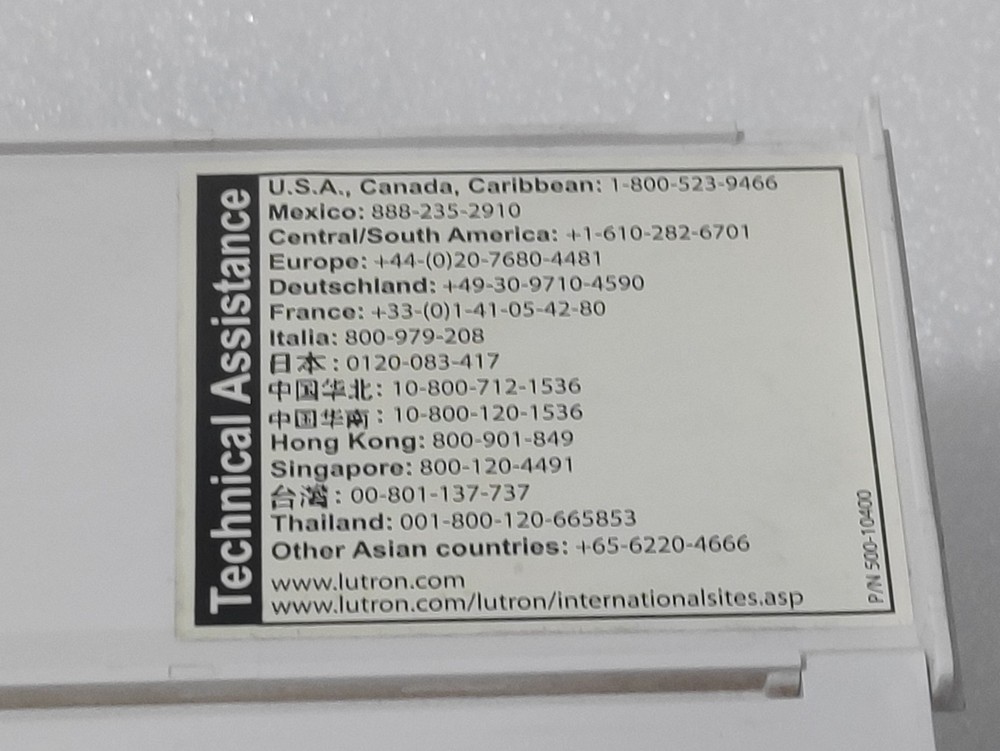 Technical Assistance
U.S.A., Canada, Caribbean: 1-800-523-9466
Mexico: 888-235-2910
Central/South America: +1-610-282-6701
Europe: +44-(0)20-7680-4481
Deutschland: +49-30-9710-4590
France: +33-(0)1-41-05-42-80
Italia: 800-979-208
日本: 0120-083-417
中国华北: 10-800-712-1536
中国华南: 10-800-120-1536
Hong Kong: 800-901-849
Singapore: 800-120-4491
台灣: 00-801-137-737
Thailand: 001-800-120-665853
Other Asian countries: +65-6220-4666
www.lutron.com
www.lutron.com/lutron/internationalsites.asp
P/N 500-10400